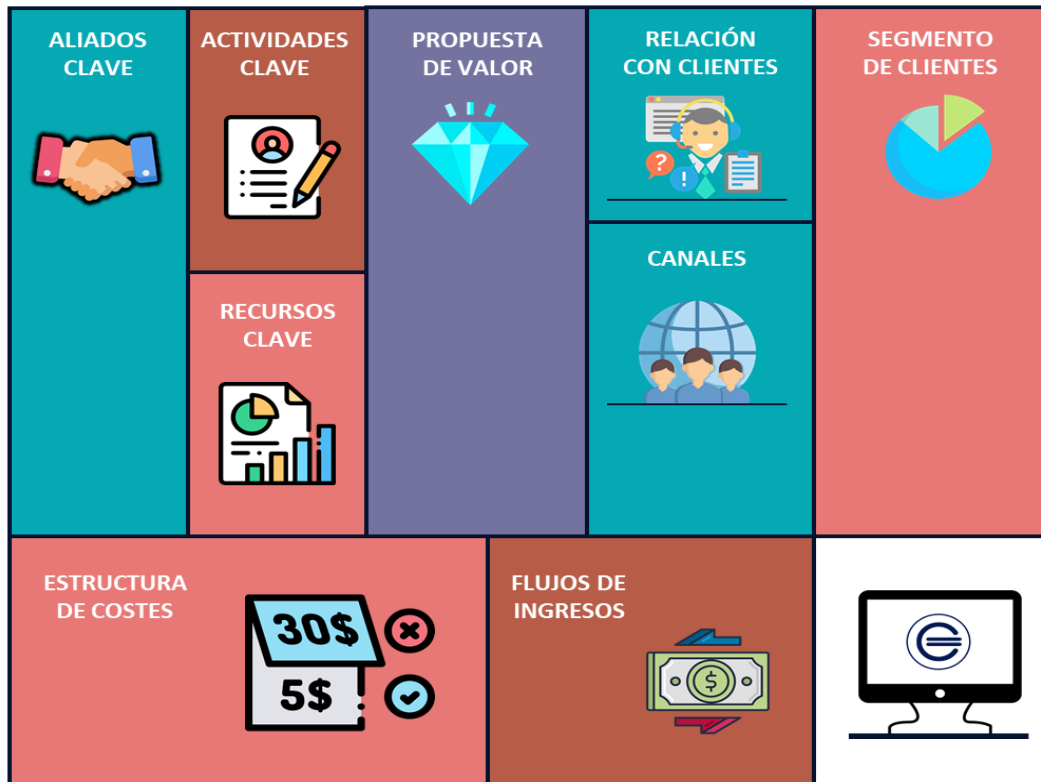 ALIADOS
CLAVE
ACTIVIDADES
CLAVE
RECURSOS
CLAVE
PROPUESTA
DE VALOR
RELACIÓN
CON CLIENTES
?
!
CANALES
SEGMENTO
DE CLIENTES
ESTRUCTURA
DE COSTES
30$
5$
FLUJOS DE
INGRESOS
$